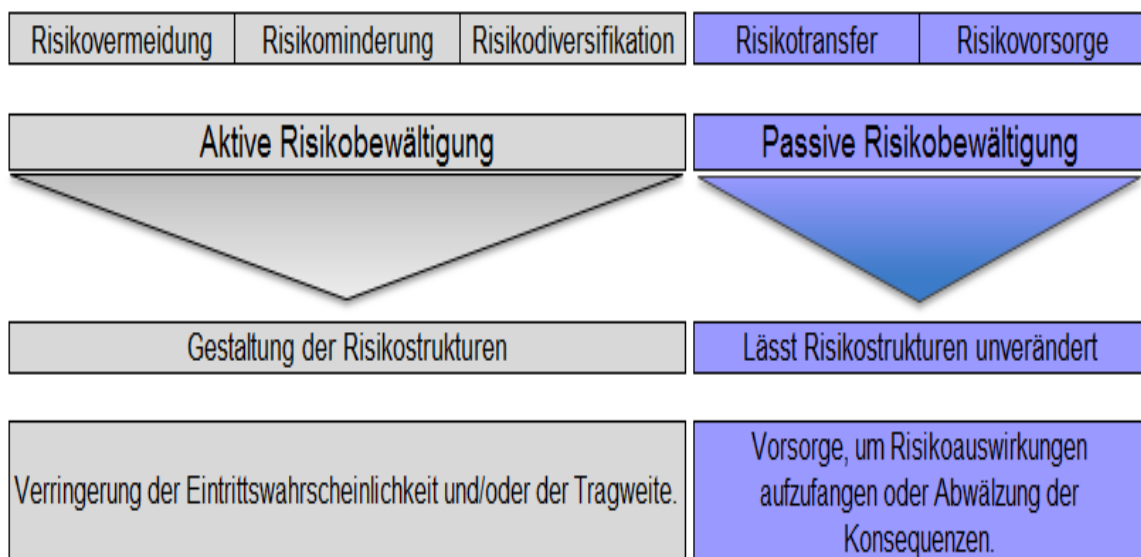 Risikovermeidung Risikominderung Risikodiversifikation Risikotransfer Risikovorsorge
Aktive Risikobewältigung Passive Risikobewältigung
Gestaltung der Risikostrukturen Lässt Risikostrukturen unverändert
Verringerung der Eintrittswahrscheinlichkeit und/oder der Tragweite.
Vorsorge, um Risikoauswirkungen
aufzufangen oder Abwälzung der
Konsequenzen.